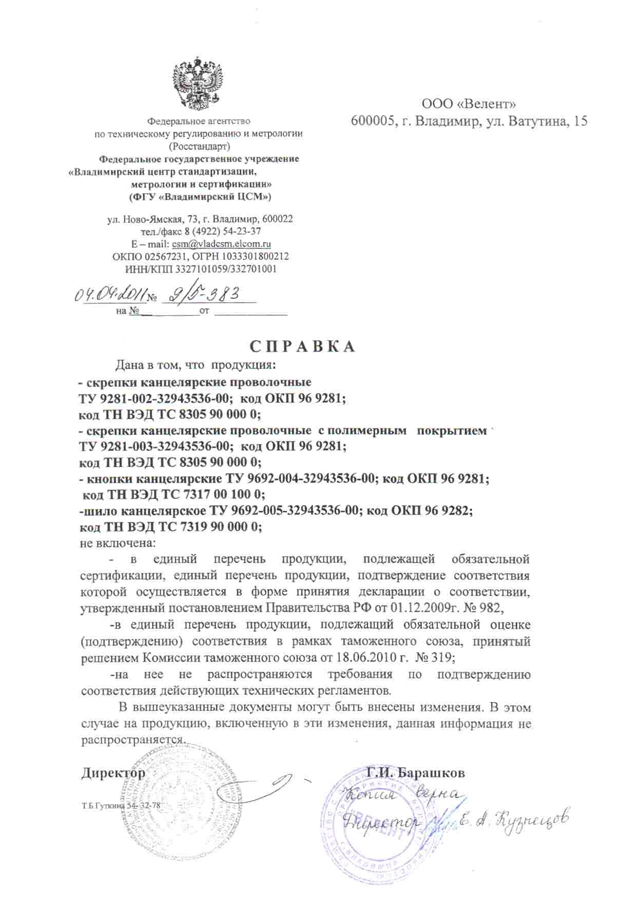 Федеральное агентство
по техническому регулированию и метрологии
(Росстандарт)
Федеральное государственное учреждение
«Владимирский центр стандартизации,
метрологии и сертификации»
(ФГУ «Владимирский ЦСМ»)
ул. Ново-Ямская, 73, г. Владимир, 600022
тел./факс 8 (4922) 54-23-37
E – mail: csm@vladcsm.elcom.ru
ОКПО 02567231, ОГРН 1033301800212
ИНН/КПП 3327101059/332701001
04.04.2011 № 9/5-383
на № от
ООО «Велент»
600005, г. Владимир, ул. Ватутина, 15
СПРАВКА
Дана в том, что продукция:
- скрепки канцелярские проволочные
ТУ 9281-002-32943536-00; код ОКП 96 9281;
код ТН ВЭД ТС 8305 90 000 0;
- скрепки канцелярские проволочные с полимерным покрытием
ТУ 9281-003-32943536-00; код ОКП 96 9281;
код ТН ВЭД ТС 8305 90 000 0;
- кнопки канцелярские ТУ 9692-004-32943536-00; код ОКП 96 9281;
код ТН ВЭД ТС 7317 00 100 0;
-шило канцелярское ТУ 9692-005-32943536-00; код ОКП 96 9282;
код ТН ВЭД ТС 7319 90 000 0;
не включена:
- в единый перечень продукции, подлежащей обязательной
сертификации, единый перечень продукции, подтверждение соответствия
которой осуществляется в форме принятия декларации о соответствии,
утвержденный постановлением Правительства РФ от 01.12.2009г. № 982,
-в единый перечень продукции, подлежащий обязательной оценке
(подтверждению) соответствия в рамках таможенного союза, принятый
решением Комиссии таможенного союза от 18.06.2010 г. № 319;
-на нее не распространяются требования по подтверждению
соответствия действующих технических регламентов.
В вышеуказанные документы могут быть внесены изменения. В этом
случае на продукцию, включенную в эти изменения, данная информация не
распространяется.
Директор Г.И. Барашков
Т.Б Гуткина 54-32-78
Копия верна
Директор Е. А. Кузнецов